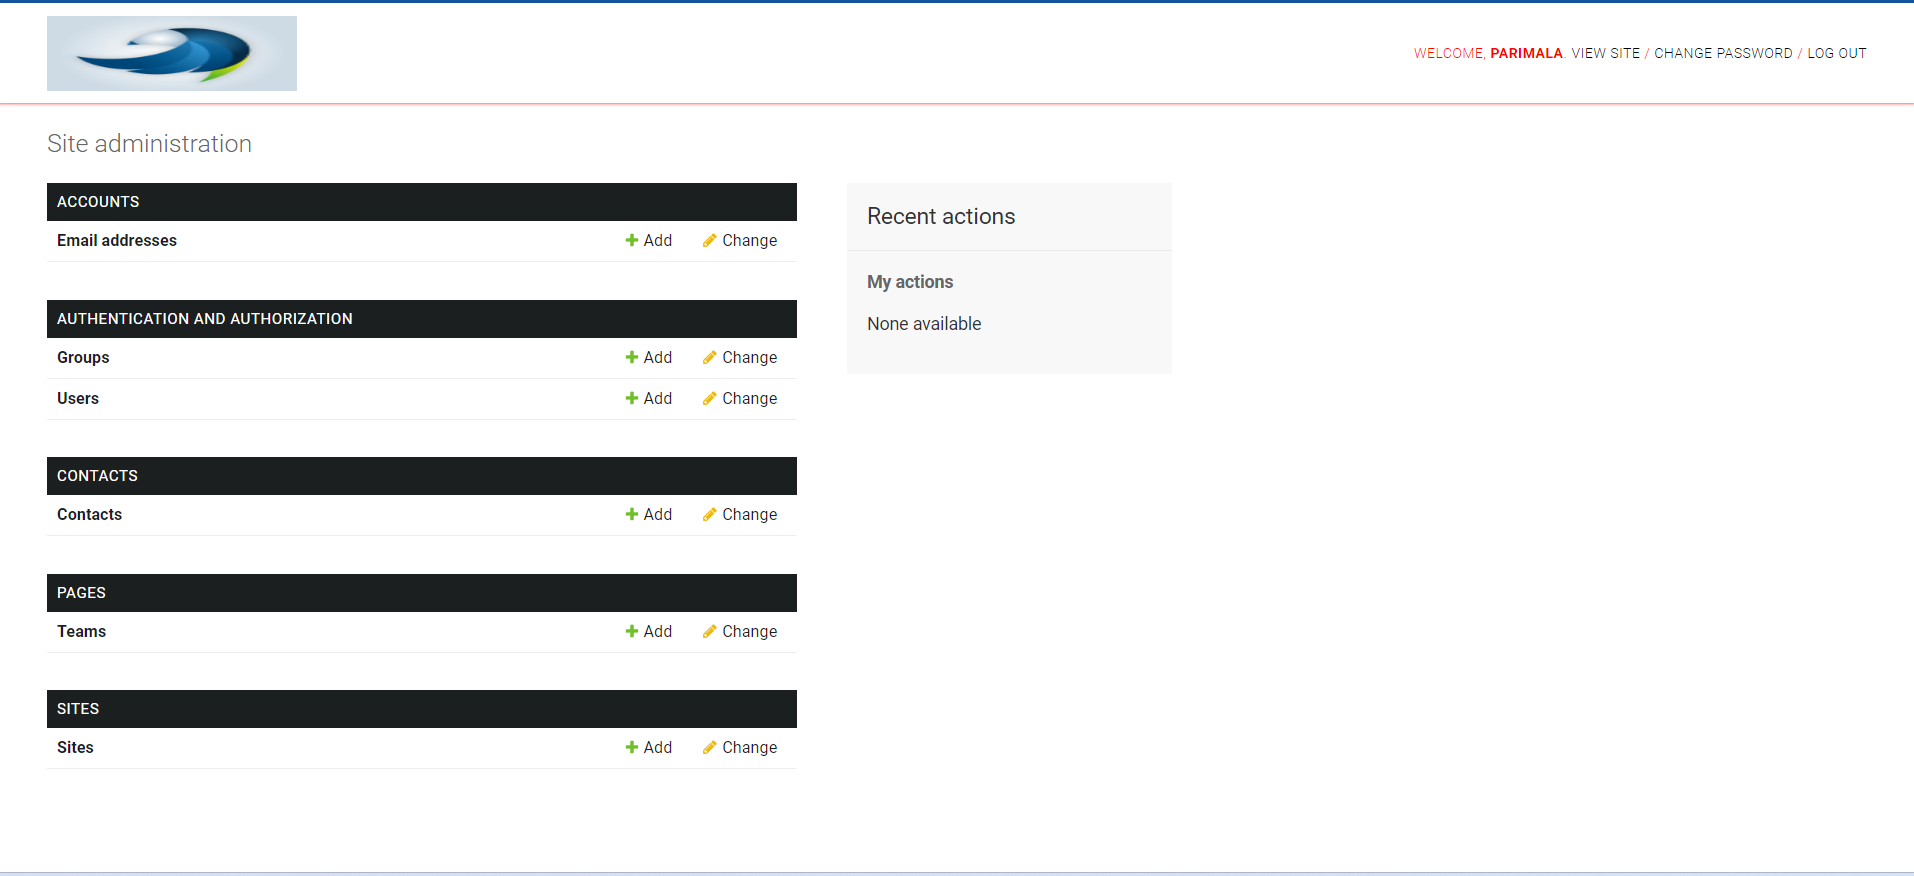 WELCOME, PARIMALA. VIEW SITE / CHANGE PASSWORD / LOG OUT
Site administration
ACCOUNTS
Email addresses Add Change
AUTHENTICATION AND AUTHORIZATION
Groups Add Change
Users Add Change
CONTACTS
Contacts Add Change
PAGES
Teams Add Change
SITES
Sites Add Change
Recent actions
My actions
None available